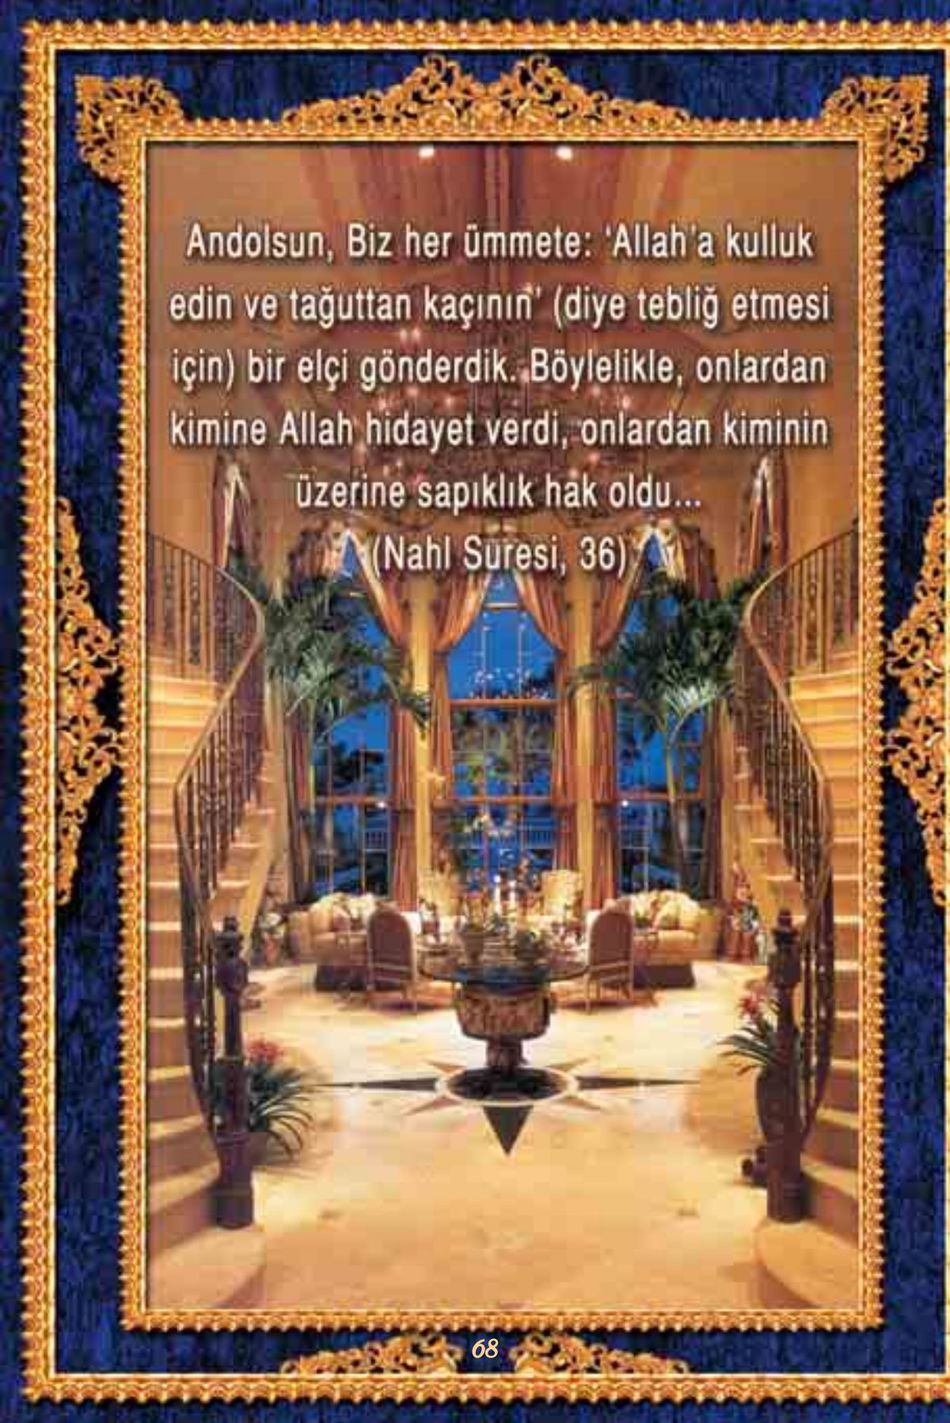 Andolsun, Biz her ümmete: ‘Allah’a kulluk
edin ve tağuttan kaçının’ (diye tebliğ etmesi
için) bir elçi gönderdik. Böylelikle, onlardan
kimine Allah hidayet verdi, onlardan kiminin
üzerine sapıklık hak oldu...
(Nahl Suresi, 36)
68